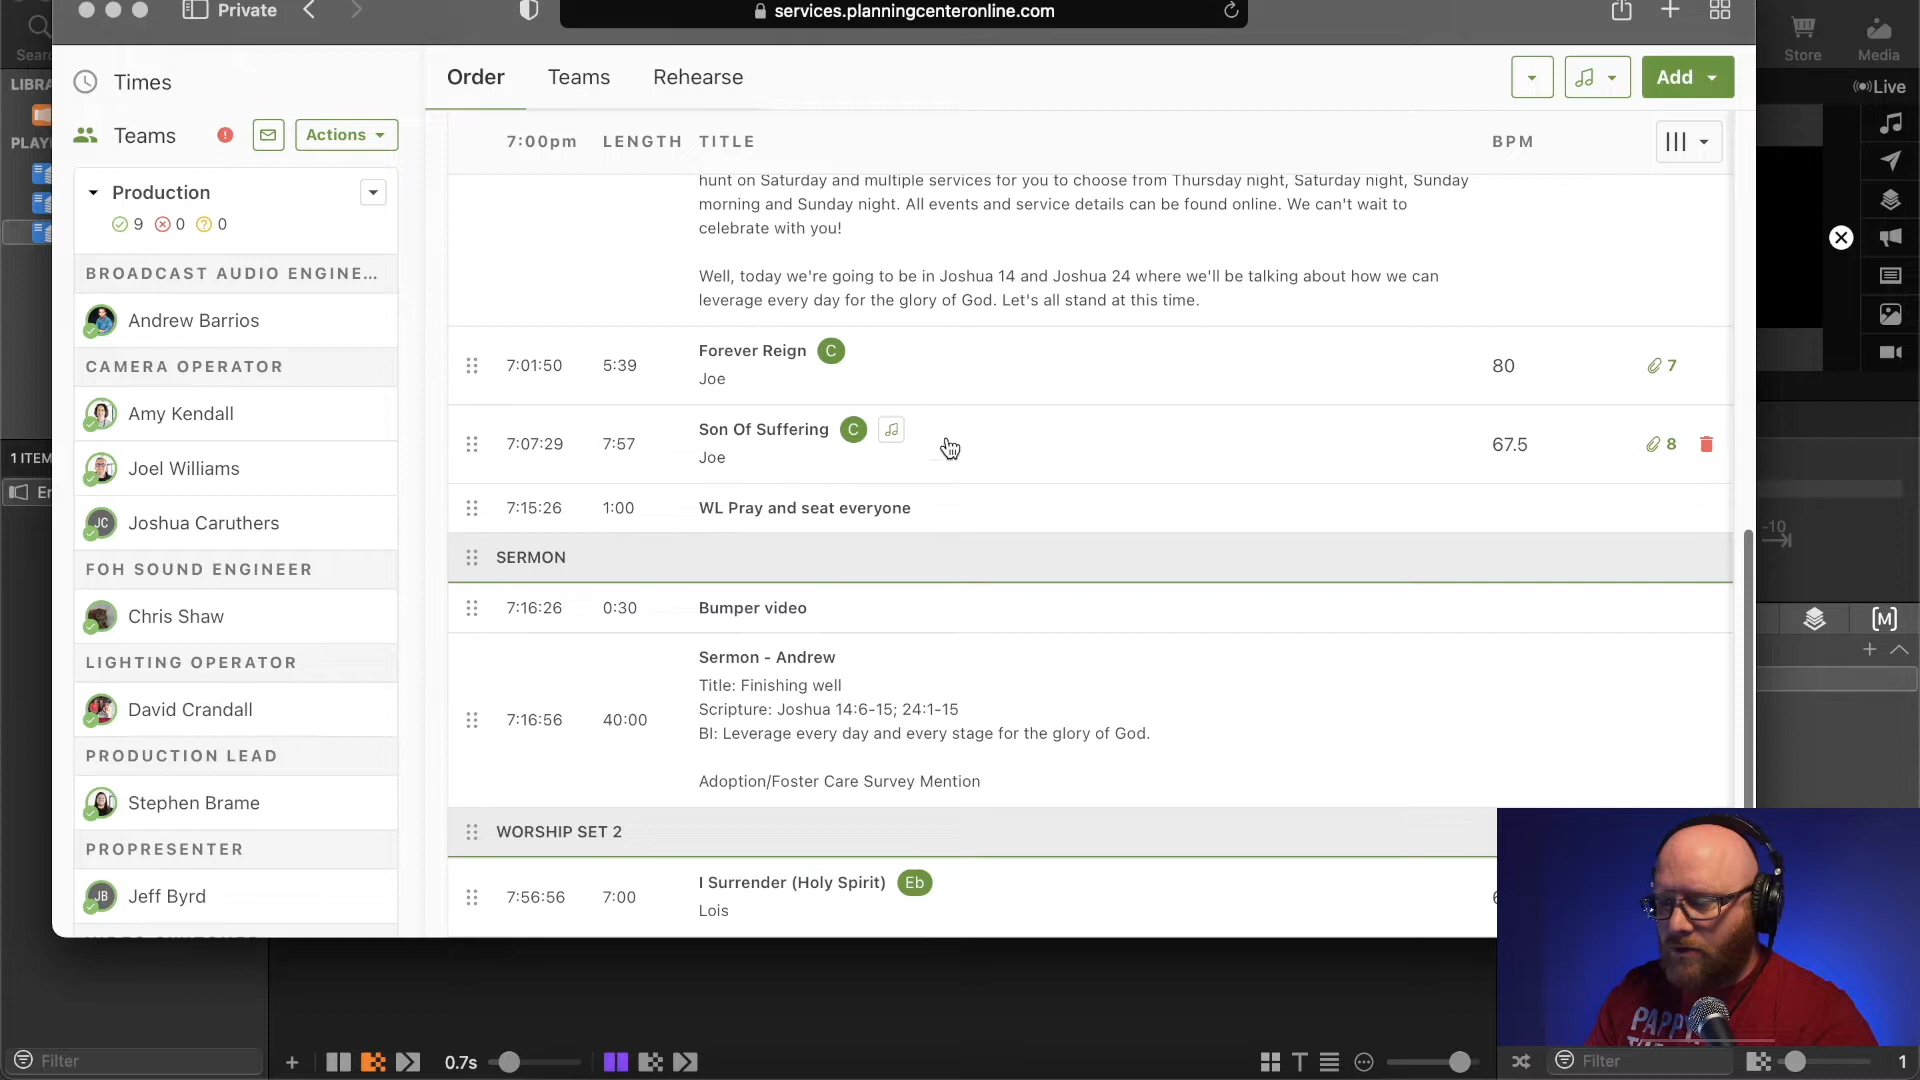 Private
services.planningcenteronline.com
Sear
Store
Media
LIBRA
Live
PLAYI
Times
Teams
Actions
Production
9
0
0
BROADCAST AUDIO ENGINE...
Andrew Barrios
CAMERA OPERATOR
Amy Kendall
Joel Williams
JC
Joshua Caruthers
FOH SOUND ENGINEER
Chris Shaw
LIGHTING OPERATOR
David Crandall
PRODUCTION LEAD
Stephen Brame
PROPRESENTER
JB
Jeff Byrd
Order
Teams
Rehearse
Add
7:00pm
LENGTH
TITLE
BPM
hunt on Saturday and multiple services for you to choose from Thursday night, Saturday night, Sunday
morning and Sunday night. All events and service details can be found online. We can't wait to
celebrate with you!
Well, today we're going to be in Joshua 14 and Joshua 24 where we'll be talking about how we can
leverage every day for the glory of God. Let's all stand at this time.
7:01:50
5:39
Forever Reign
C
Joe
80
7
7:07:29
7:57
Son Of Suffering
C
Joe
67.5
8
7:15:26
1:00
WL Pray and seat everyone
SERMON
7:16:26
0:30
Bumper video
7:16:56
40:00
Sermon - Andrew
Title: Finishing well
Scripture: Joshua 14:6-15; 24:1-15
BI: Leverage every day and every stage for the glory of God.
Adoption/Foster Care Survey Mention
WORSHIP SET 2
7:56:56
7:00
I Surrender (Holy Spirit)
Eb
Lois
1 ITEM
En
-10
[M]
PAPPY
Filter
0.7s
Filter
1